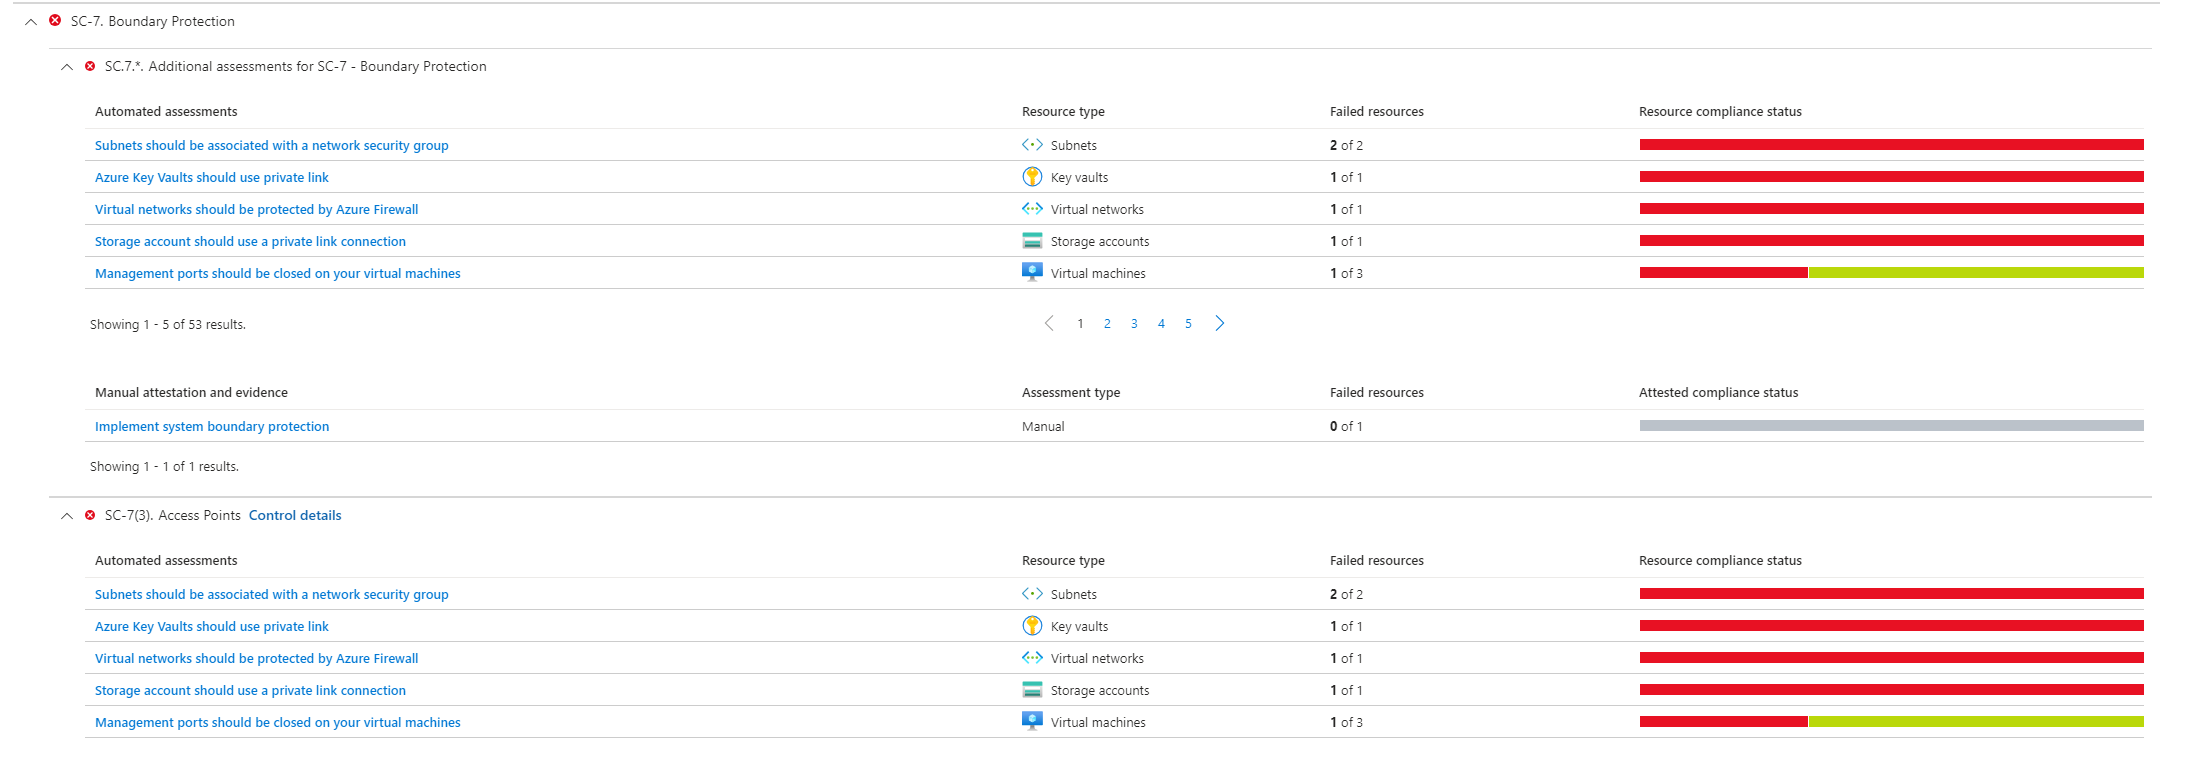 SC-7. Boundary Protection
SC.7.*. Additional assessments for SC-7 - Boundary Protection
Automated assessments Resource type Failed resources Resource compliance status
Subnets should be associated with a network security group Subnets 2 of 2
Azure Key Vaults should use private link Key vaults 1 of 1
Virtual networks should be protected by Azure Firewall Virtual networks 1 of 1
Storage account should use a private link connection Storage accounts 1 of 1
Management ports should be closed on your virtual machines Virtual machines 1 of 3
Showing 1 - 5 of 53 results. 1 2 3 4 5
Manual attestation and evidence Assessment type Failed resources Attested compliance status
Implement system boundary protection Manual 0 of 1
Showing 1 - 1 of 1 results.
SC-7(3). Access Points Control details
Automated assessments Resource type Failed resources Resource compliance status
Subnets should be associated with a network security group Subnets 2 of 2
Azure Key Vaults should use private link Key vaults 1 of 1
Virtual networks should be protected by Azure Firewall Virtual networks 1 of 1
Storage account should use a private link connection Storage accounts 1 of 1
Management ports should be closed on your virtual machines Virtual machines 1 of 3